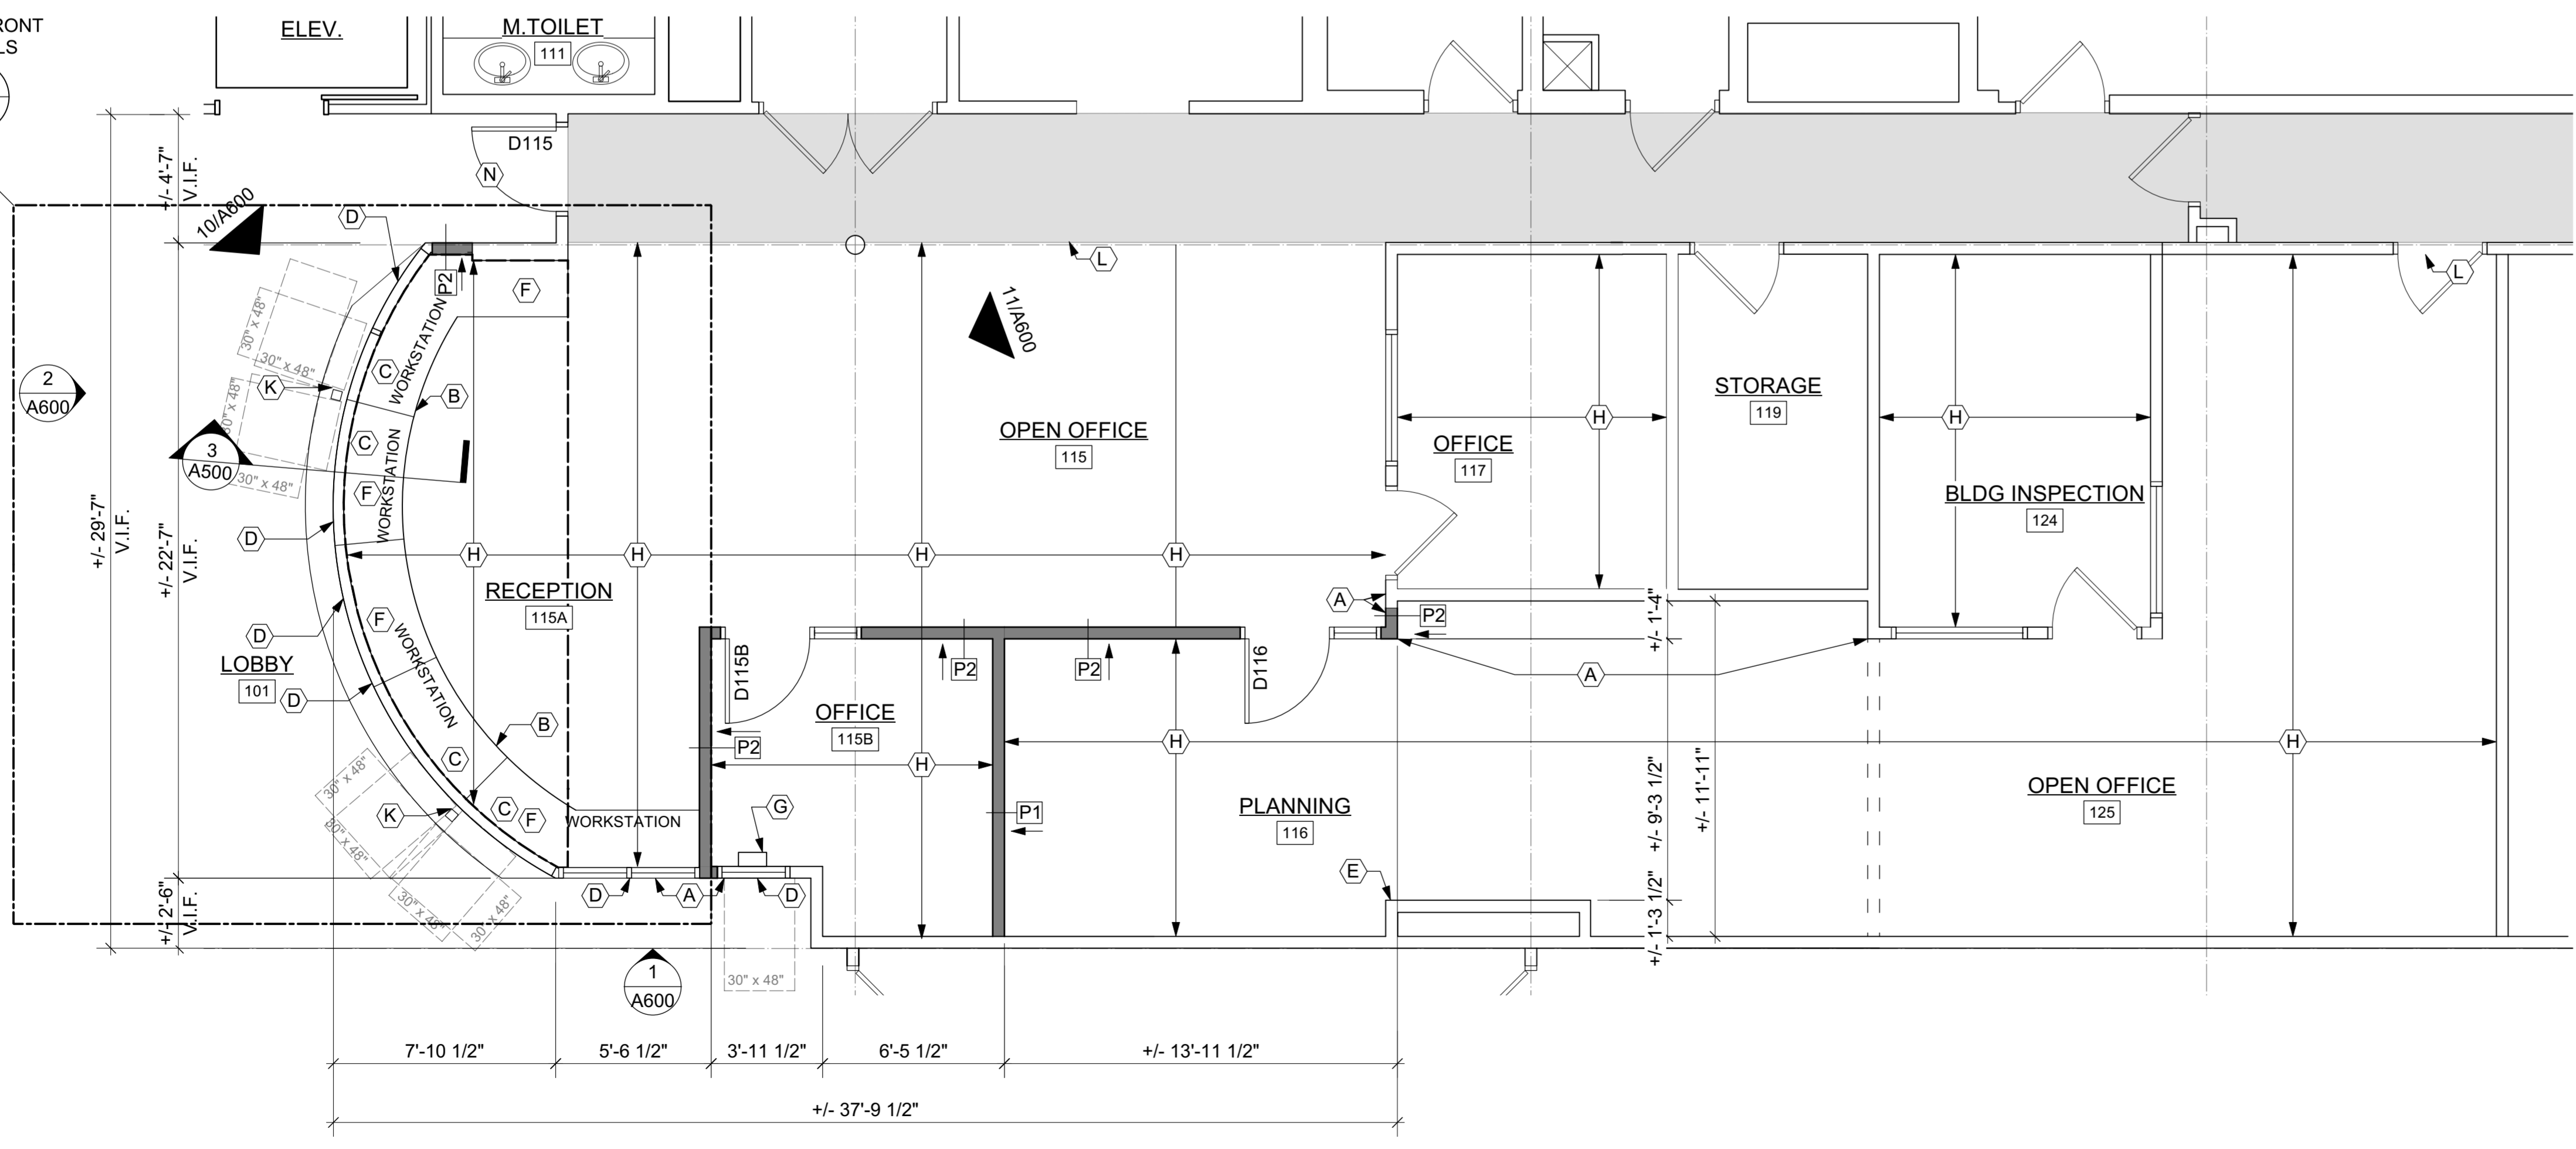 RONT
LS
ELEV.
M.TOILET
111
D115
N
+/- 4'-7"
V.I.F.
10/A600
D
P2
F
L
L
30" x 48"
30" x 48"
30" x 48"
30" x 48"
K
C
WORKSTATION
B
11/A600
2
A600
3
A500
C
F
WORKSTATION
OPEN OFFICE
115
OFFICE
117
H
STORAGE
119
H
BLDG INSPECTION
124
+/- 29'-7"
V.I.F.
+/- 22'-7"
V.I.F.
D
H
H
H
H
RECEPTION
115A
A
P2
+/- 1'-4"
D
F
WORKSTATION
LOBBY
101
D
D115B
P2
P2
D116
A
OFFICE
115B
B
C
P2
H
H
H
H
+/- 9'-3 1/2"
+/- 11'-11"
OPEN OFFICE
125
30" x 48"
30" x 48"
K
C
F
WORKSTATION
G
P1
PLANNING
116
E
D
A
D
30" x 48"
30" x 48"
30" x 48"
+/- 2'-6"
V.I.F.
+/- 1'-3 1/2"
1
A600
7'-10 1/2"
5'-6 1/2"
3'-11 1/2"
6'-5 1/2"
+/- 13'-11 1/2"
+/- 37'-9 1/2"